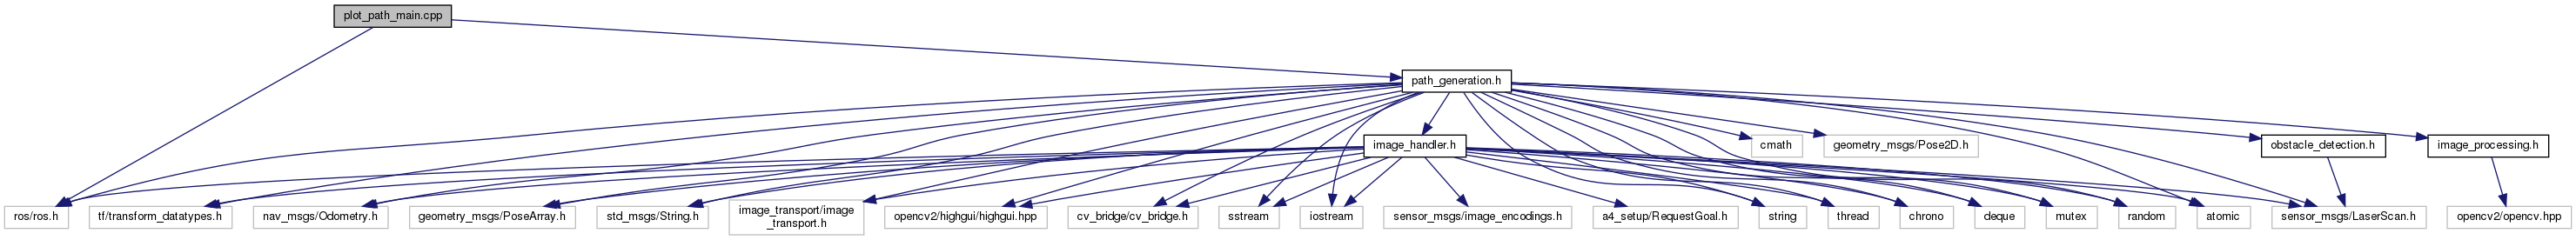 plot_path_main.cpp
path_generation.h
image_handler.h
cmath
geometry_msgs/Pose2D.h
obstacle_detection.h
image_processing.h
ros/ros.h
tf/transform_datatypes.h
nav_msgs/Odometry.h
geometry_msgs/PoseArray.h
std_msgs/String.h
image_transport/image
_transport.h
opencv2/highgui/highgui.hpp
cv_bridge/cv_bridge.h
sstream
iostream
sensor_msgs/image_encodings.h
a4_setup/RequestGoal.h
string
thread
chrono
deque
mutex
random
atomic
sensor_msgs/LaserScan.h
opencv2/opencv.hpp